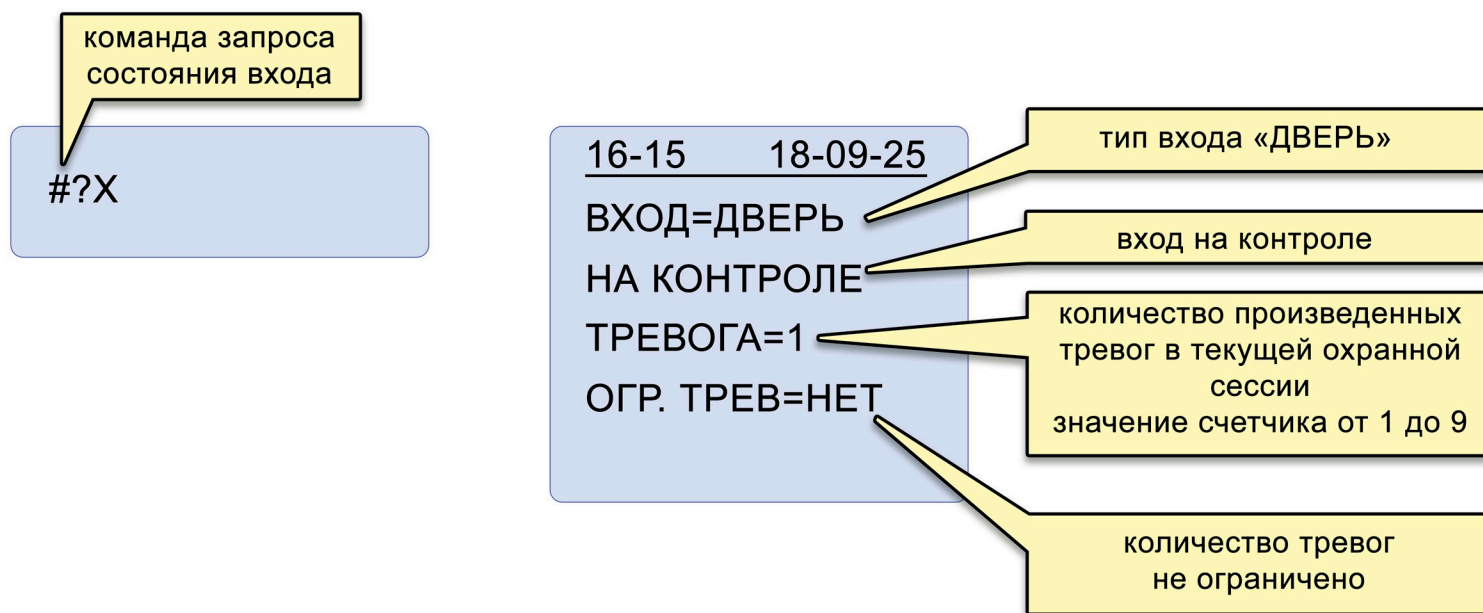 команда запроса
состояния входа
#?X
16-15 18-09-25
ВХОД=ДВЕРЬ
НА КОНТРОЛЕ
ТРЕВОГА=1
ОГР. ТРЕВ=НЕТ
тип входа «ДВЕРЬ»
вход на контроле
количество произведенных
тревог в текущей охранной
сессии
значение счетчика от 1 до 9
количество тревог
не ограничено